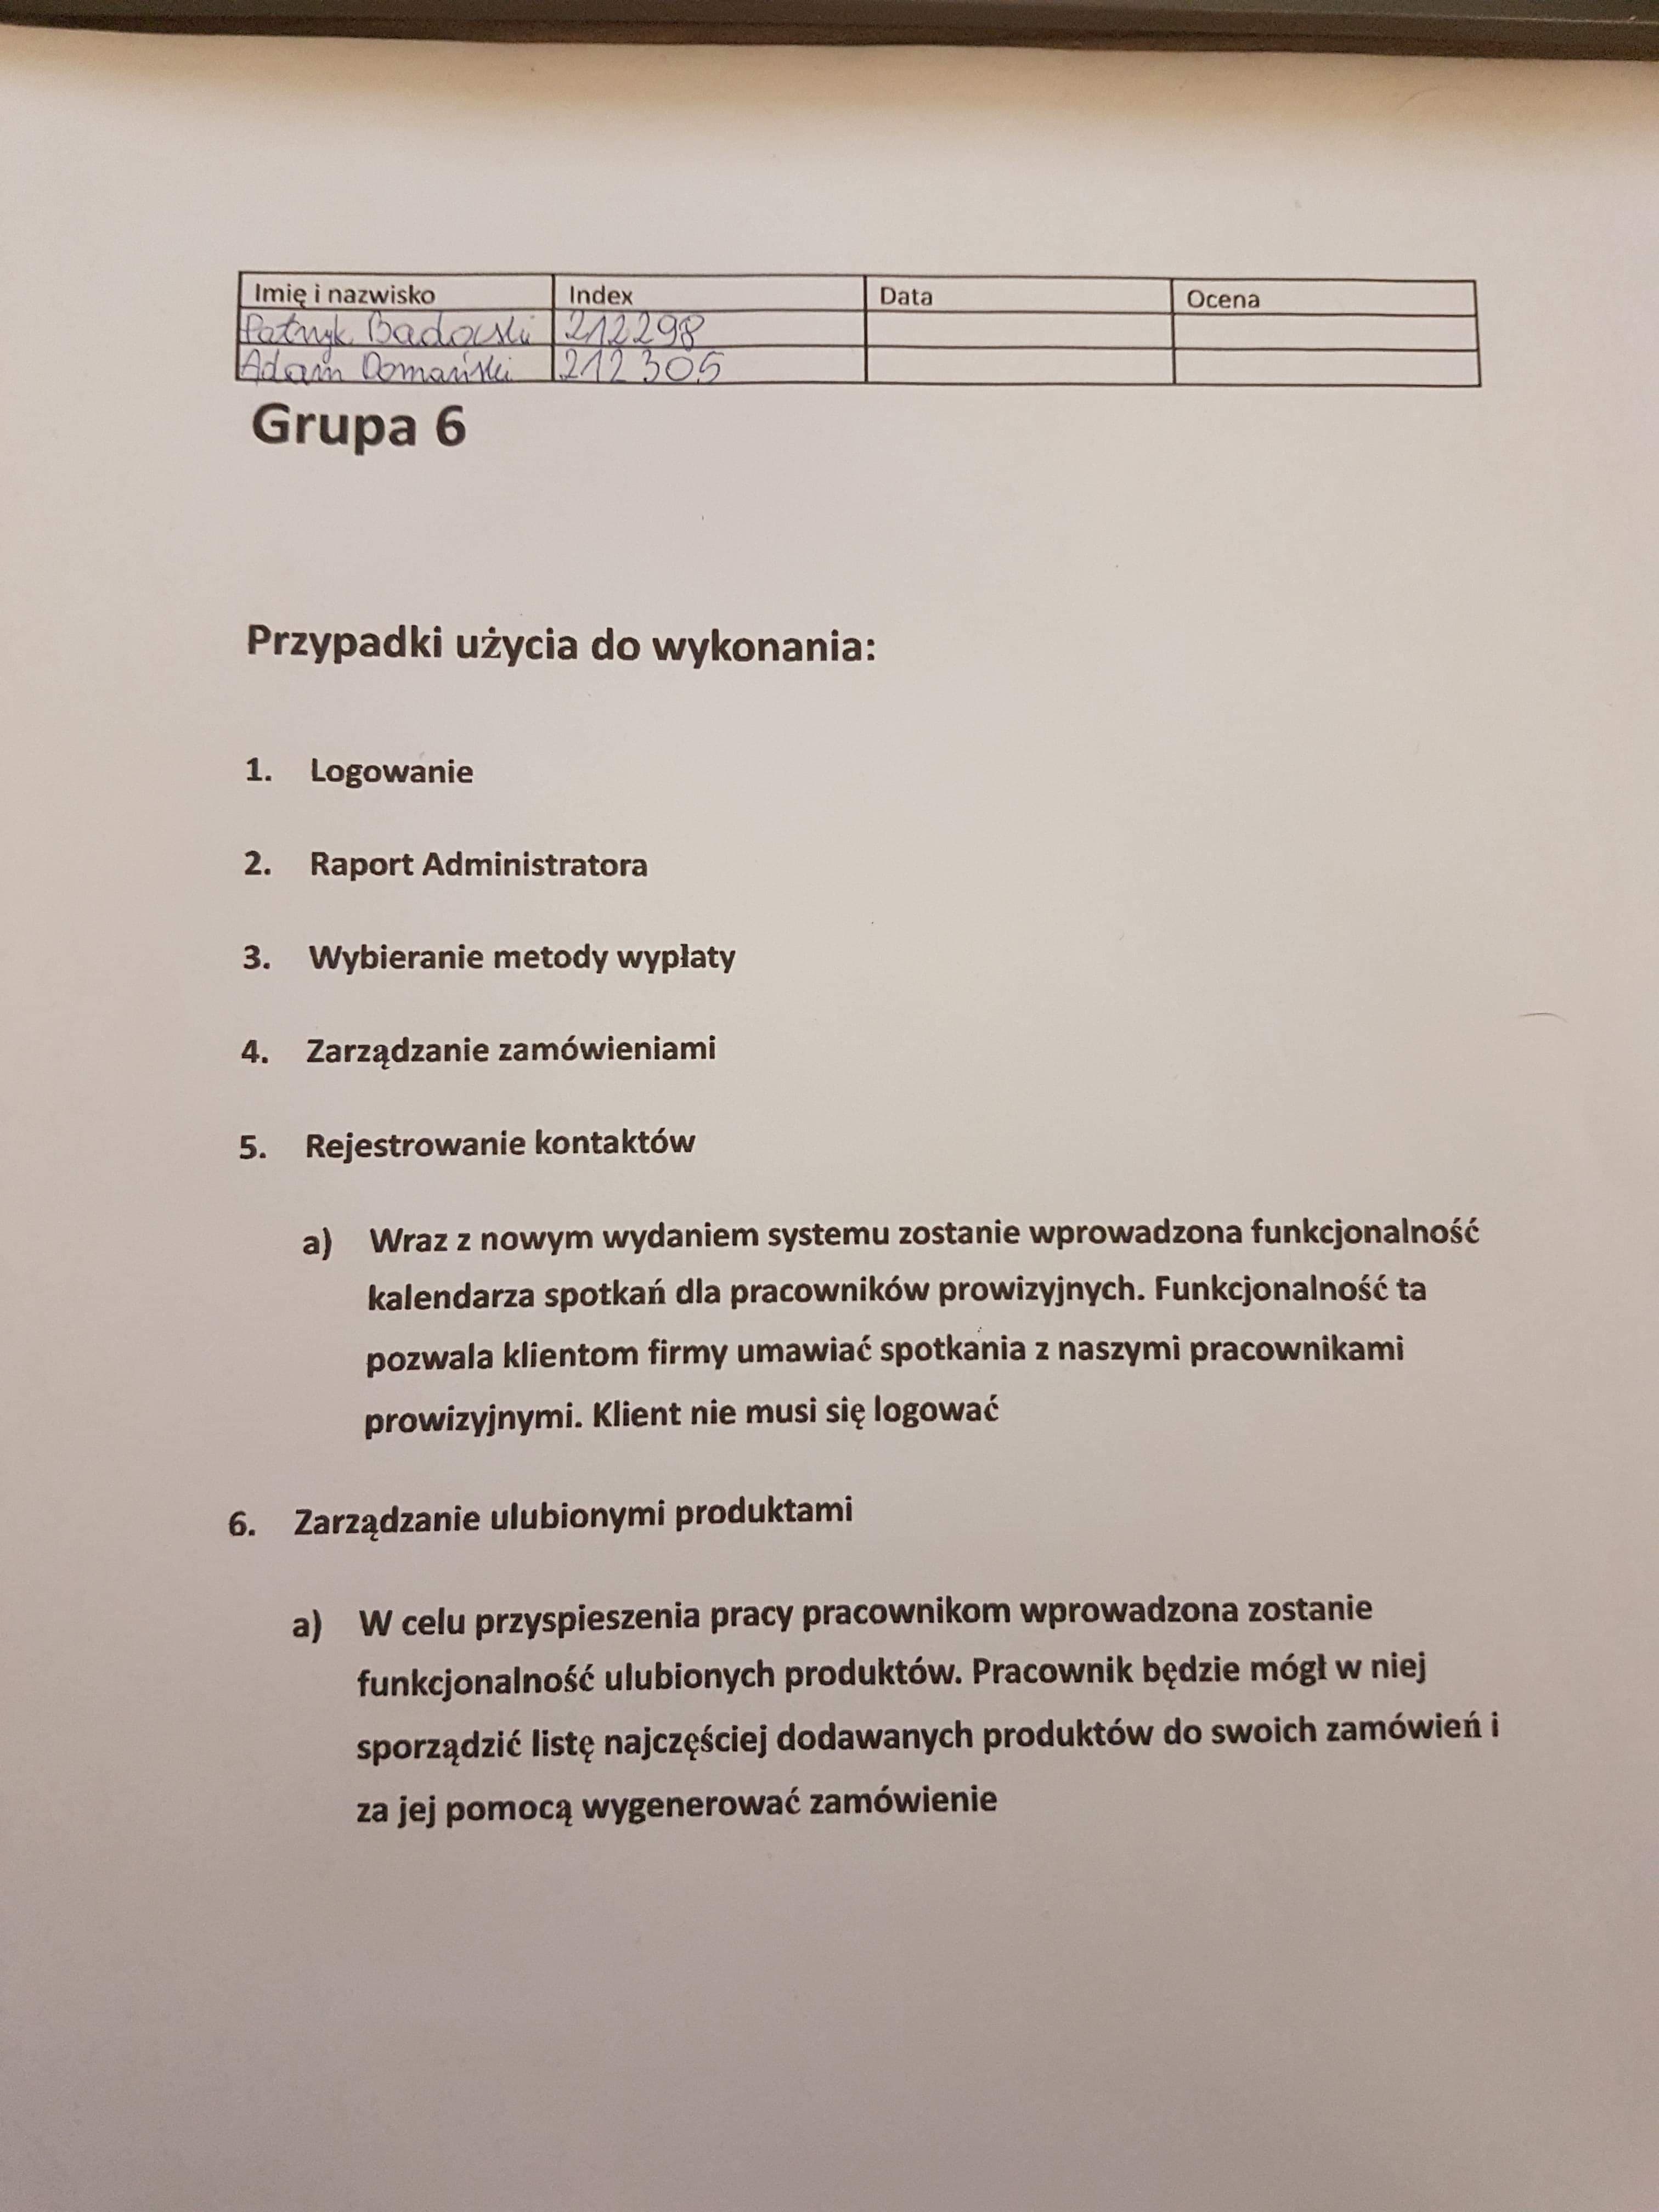 Imię i nazwisko Index Data Ocena
Patryk Badowski 212298
Adam Domański 212305
Grupa 6
Przypadki użycia do wykonania:
1. Logowanie
2. Raport Administratora
3. Wybieranie metody wypłaty
4. Zarządzanie zamówieniami
5. Rejestrowanie kontaktów
a) Wraz z nowym wydaniem systemu zostanie wprowadzona funkcjonalność
kalendarza spotkań dla pracowników prowizyjnych. Funkcjonalność ta
pozwala klientom firmy umawiać spotkania z naszymi pracownikami
prowizyjnymi. Klient nie musi się logować
6. Zarządzanie ulubionymi produktami
a) W celu przyspieszenia pracy pracownikom wprowadzona zostanie
funkcjonalność ulubionych produktów. Pracownik będzie mógł w niej
sporządzić listę najczęściej dodawanych produktów do swoich zamówień i
za jej pomocą wygenerować zamówienie